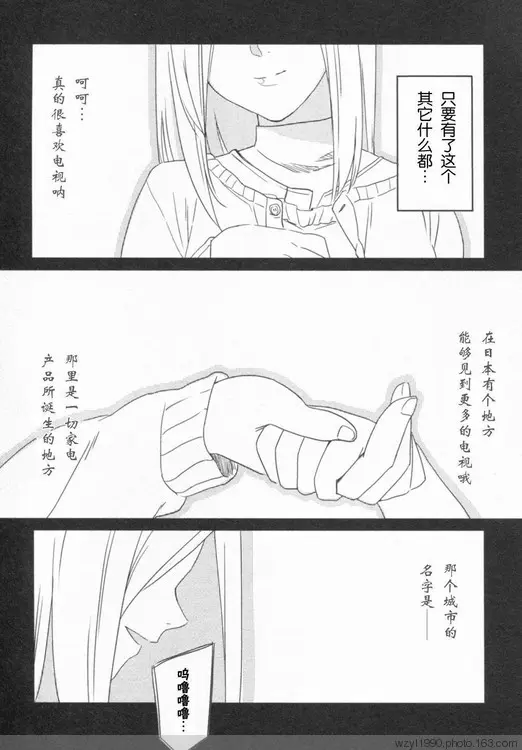 只要有了这个
其它什么都…
呵呵…
真的很喜欢电视呐
在日本有个地方
能够见到更多的电视哦
那里是一切家电
产品所诞生的地方
那个城市的
名字是——
呜噜噜噜…
wzyl1990.photo.163.com